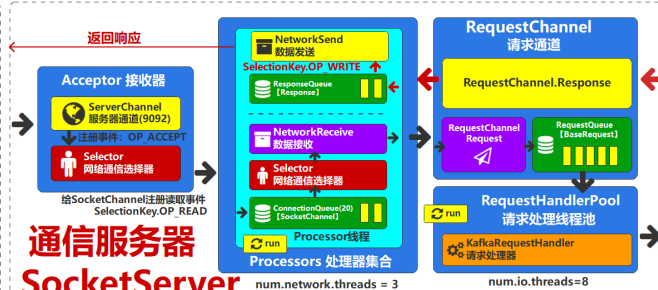 返回响应
Acceptor 接收器
ServerChannel
服务器通道(9092)
注册事件：OP_ACCEPT
Selector
网络通信选择器
给SocketChannel注册读取事件
SelectionKey.OP_READ
通信服务器
SocketServer
NetworkSend
数据发送
SelectionKey.OP_WRITE
ResponseQueue
【Response】
NetworkReceive
数据接收
Selector
网络通信选择器
ConnectionQueue(20)
【SocketChannel】
run
Processor线程
Processors 处理器集合
num.network.threads = 3
RequestChannel
请求通道
RequestChannel.Response
RequestChannel
Request
RequestQueue
【BaseRequest】
RequestHandlerPool
请求处理线程池
run
KafkaRequestHandler
请求处理器
num.io.threads=8